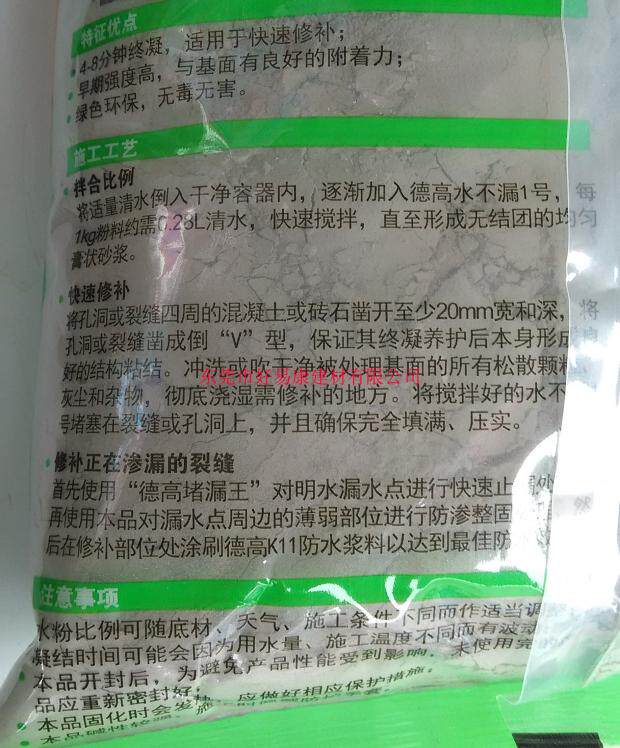 特征优点
4-8分钟终凝，适用于快速修补；
早期强度高，与基面有良好的附着力；
绿色环保，无毒无害。
施工工艺
拌合比例
将适量清水倒入干净容器内，逐渐加入德高水不漏1号，每
1kg粉料约需0.28L清水，快速搅拌，直至形成无结团的均匀
膏状砂浆。
快速修补
将孔洞或裂缝四周的混凝土或砖石凿开至少20mm宽和深，将
孔洞或裂缝凿成倒“V”型，保证其终凝养护后本身形成良
好的结构粘结。冲洗或吹干净被处理基面的所有松散颗粒
灰尘和杂物，彻底浇湿需修补的地方。将搅拌好的水不
号堵塞在裂缝或孔洞上，并且确保完全填满、压实。
东莞市好易康建材有限公司
修补正在渗漏的裂缝
首先使用“德高堵漏王”对明水漏水点进行快速止漏处
再使用本品对漏水点周边的薄弱部位进行防渗整固 然
后在修补部位处涂刷德高K11防水浆料以达到最佳防水
注意事项
水粉比例可随底材、天气、施工条件不同而作适当调整
凝结时间可能会因为用水量、施工温度不同而有波动
本品开封后，为避免产品性能受到影响，未使用完的
品应重新密封好；
本品固化时会发热，应做好相应保护措施。
本品碱性较强，施工时